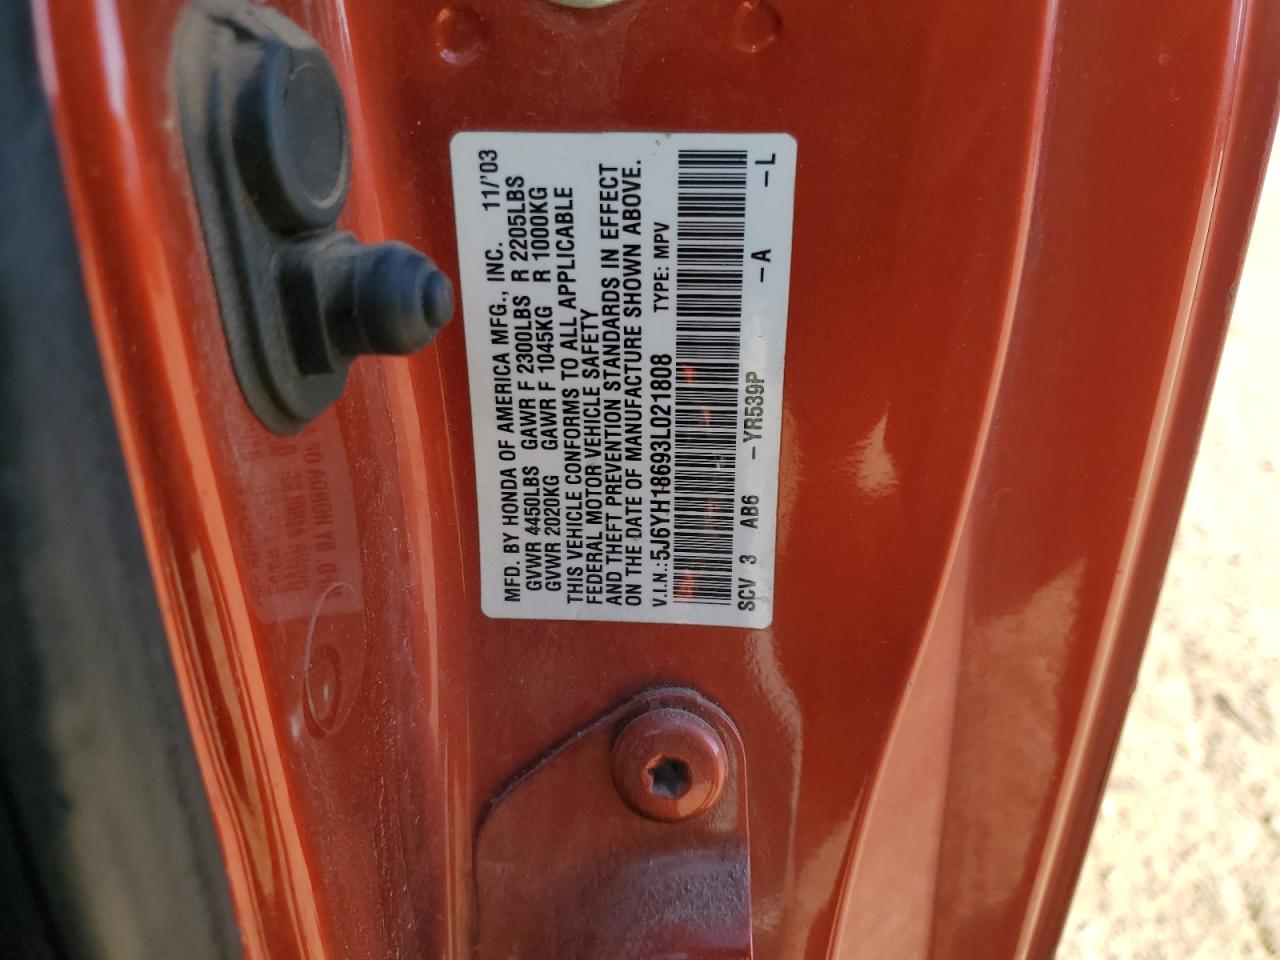 MFD. BY HONDA OF AMERICA MFG., INC. 11/'03
GVWR 4450LBS GAWR F 2300LBS R 2205LBS
GVWR 2020KG GAWR F 1045KG R 1000KG
THIS VEHICLE CONFORMS TO ALL APPLICABLE
FEDERAL MOTOR VEHICLE SAFETY
AND THEFT PREVENTION STANDARDS IN EFFECT
ON THE DATE OF MANUFACTURE SHOWN ABOVE.
V.I.N.:5J6YH18693L021808 TYPE: MPV
SCV 3 AB6 -YR539P -A -L